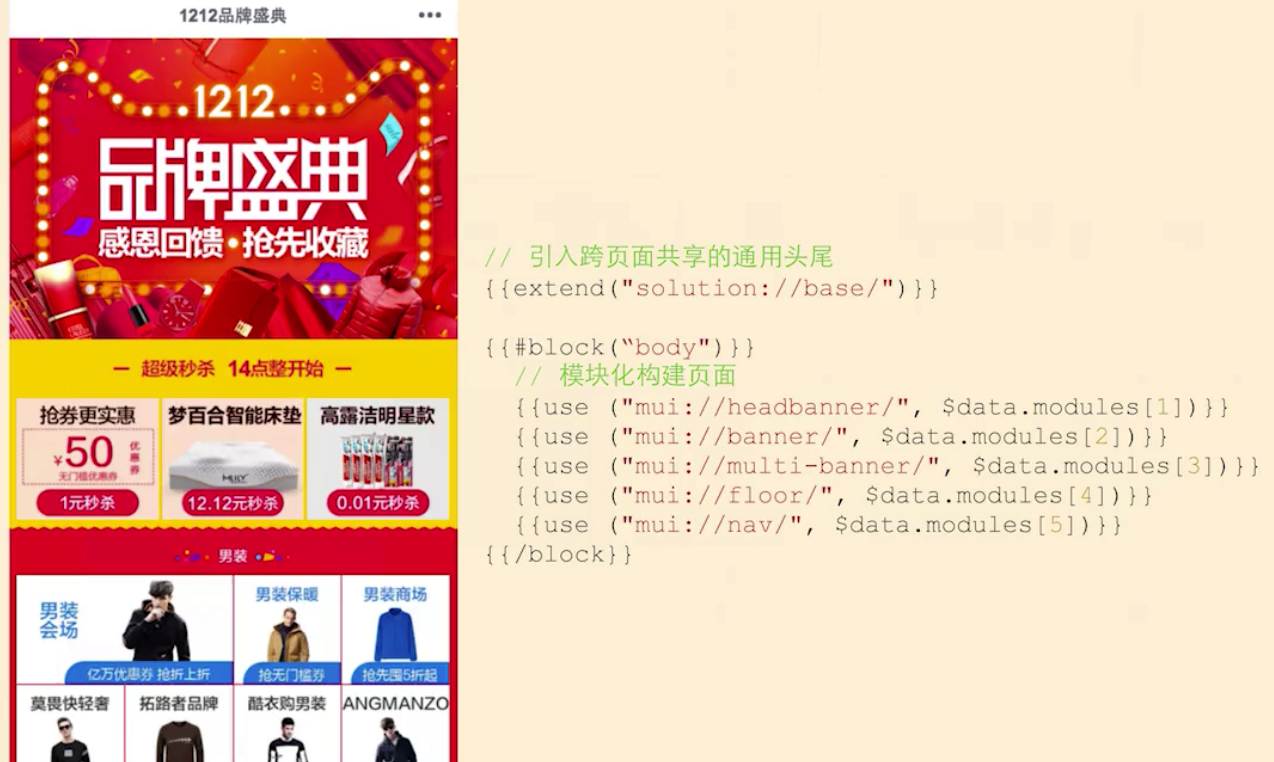 1212品牌盛典
•••
1212
品牌盛典
感恩回馈·抢先收藏
超级秒杀 14点整开始
抢券更实惠
¥50 优惠券
无门槛优惠券
1元秒杀
梦百合智能床垫
MLILY
12.12元秒杀
高露洁明星款
0.01元秒杀
男装
男装
会场
亿万优惠券 抢折上折
男装保暖
抢无门槛券
男装商场
抢先囤5折起
莫畏快轻奢
拓路者品牌
酷衣购男装
ANGMANZO
// 引入跨页面共享的通用头尾
{{extend("solution://base/")}}
{{#block(“body")}}
// 模块化构建页面
{{use ("mui://headbanner/", $data.modules[1])}}
{{use ("mui://banner/", $data.modules[2])}}
{{use ("mui://multi-banner/", $data.modules[3])}}
{{use ("mui://floor/", $data.modules[4])}}
{{use ("mui://nav/", $data.modules[5])}}
{{/block}}